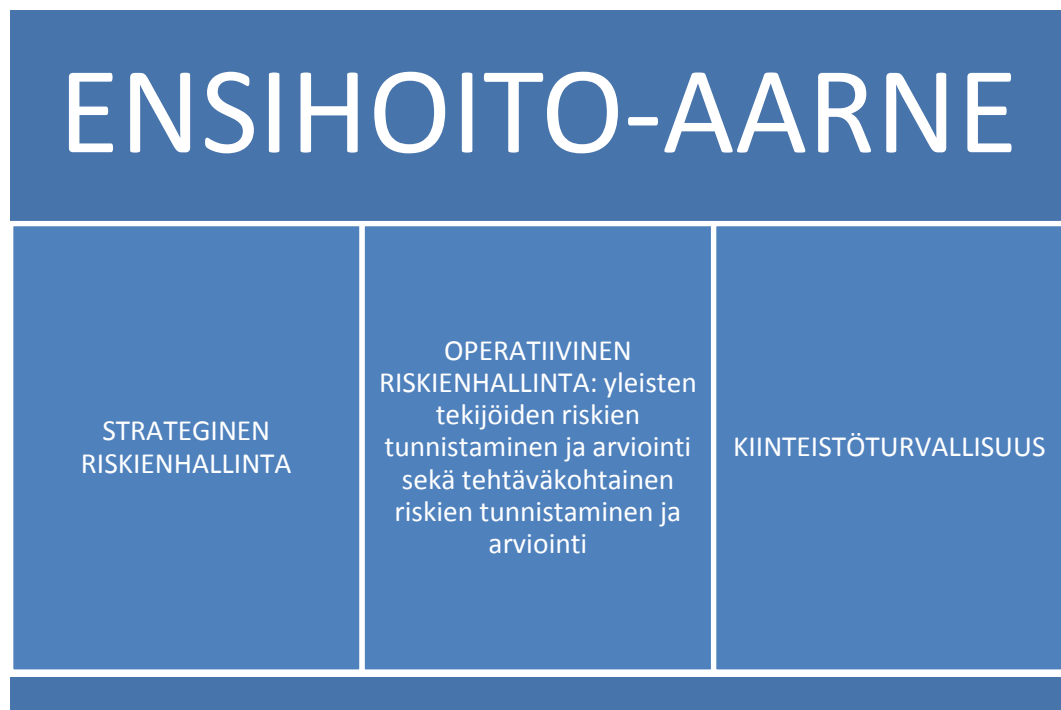 ENSIHOITO-AARNE
STRATEGINEN
RISKIENHALLINTA
OPERATIIVINEN
RISKIENHALLINTA: yleisten
tekijöiden riskien
tunnistaminen ja arviointi
sekä tehtäväkohtainen
riskien tunnistaminen ja
arviointi
KIINTEISTÖTURVALLISUUS